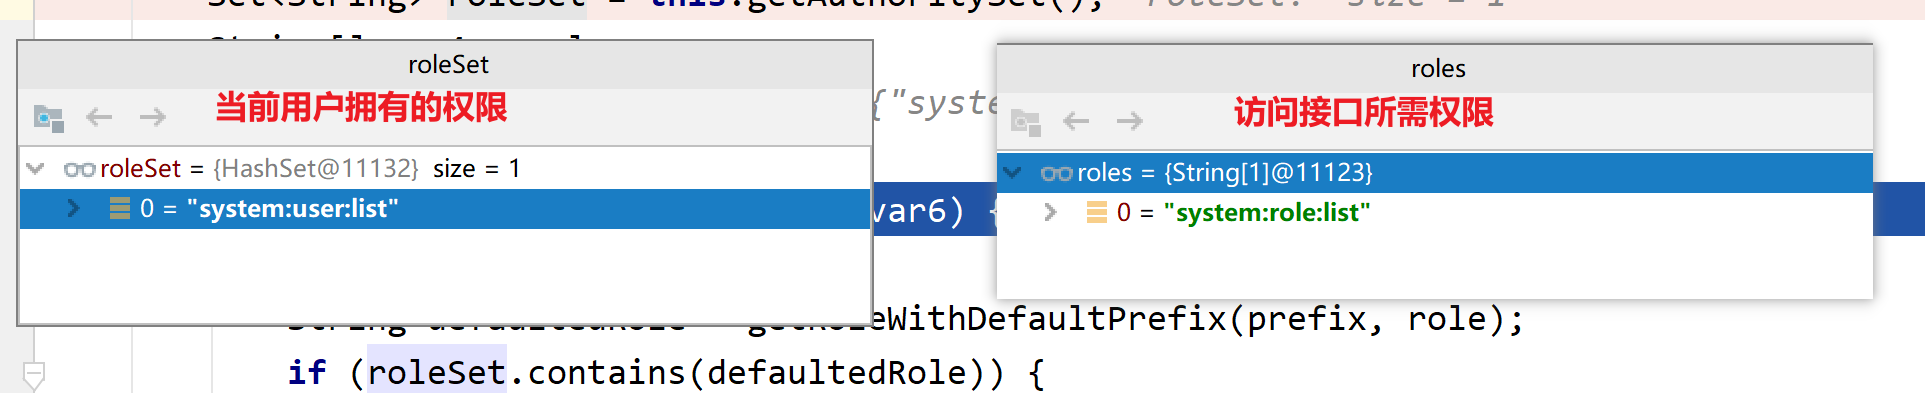 Set<String> roleSet = this.getAuthoritySet(); roleSet: size = 1
roleSet
当前用户拥有的权限
roleSet = {HashSet@11132} size = 1
0 = "system:user:list"
{"syste
var6) {
roles
访问接口所需权限
roles = {String[1]@11123}
0 = "system:role:list"
String defaultedRole = getRoleWithDefaultPrefix(prefix, role);
if (roleSet.contains(defaultedRole)) {